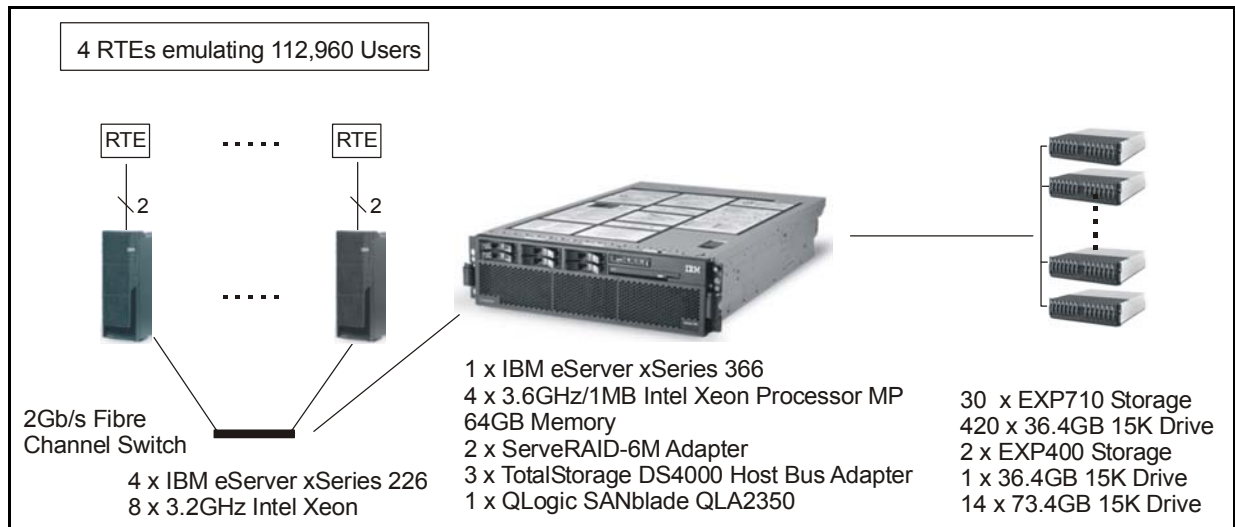 4 RTEs emulating 112,960 Users
RTE
RTE
2
2
2Gb/s Fibre
Channel Switch
4 x IBM eServer xSeries 226
8 x 3.2GHz Intel Xeon
1 x IBM eServer xSeries 366
4 x 3.6GHz/1MB Intel Xeon Processor MP
64GB Memory
2 x ServeRAID-6M Adapter
3 x TotalStorage DS4000 Host Bus Adapter
1 x QLogic SANblade QLA2350
30 x EXP710 Storage
420 x 36.4GB 15K Drive
2 x EXP400 Storage
1 x 36.4GB 15K Drive
14 x 73.4GB 15K Drive
IBM